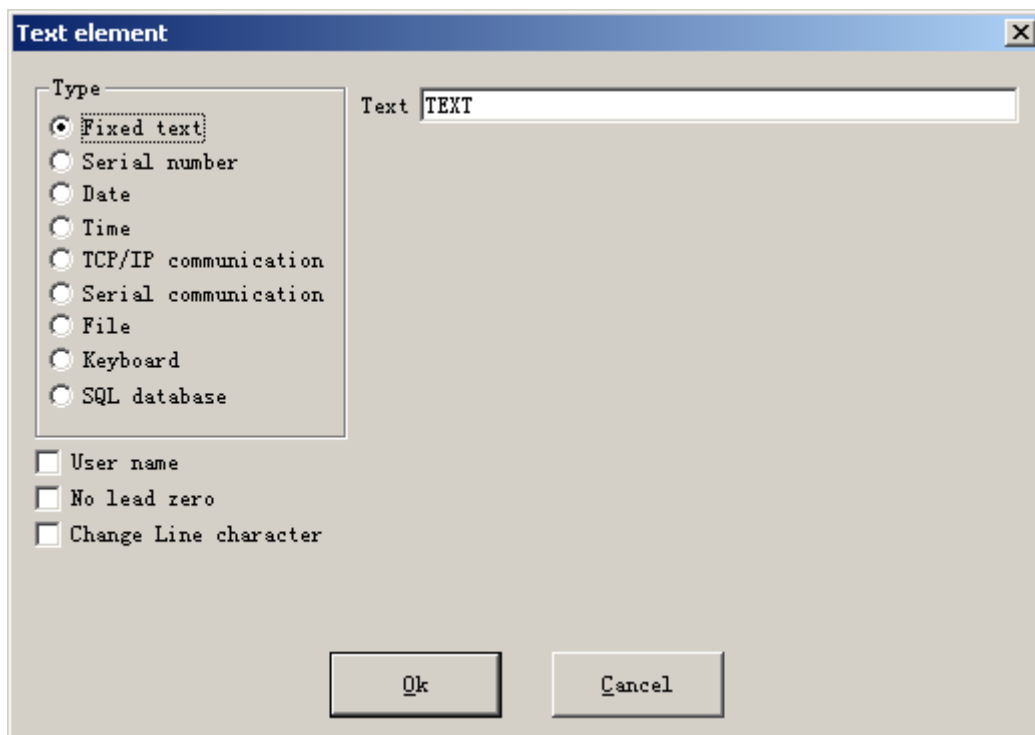 Text element
Type
Text TEXT
Fixed text
Serial number
Date
Time
TCP/IP communication
Serial communication
File
Keyboard
SQL database
User name
No lead zero
Change Line character
Ok Cancel